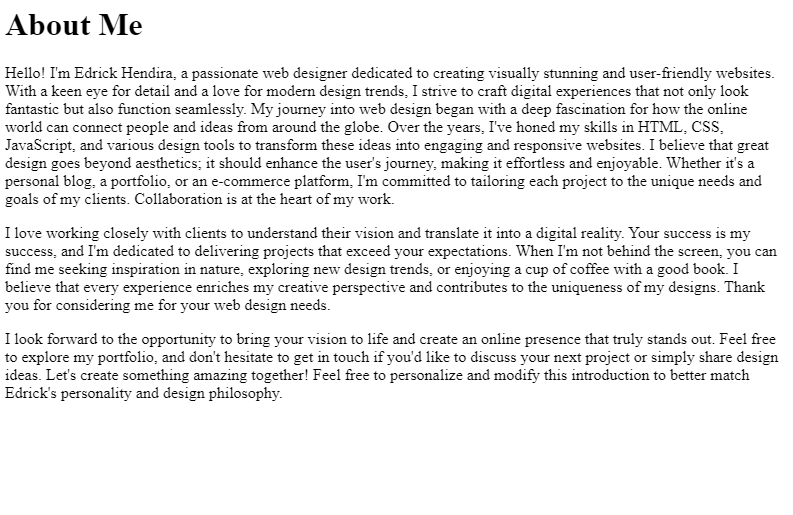 About Me
Hello! I'm Edrick Hendira, a passionate web designer dedicated to creating visually stunning and user-friendly websites.
With a keen eye for detail and a love for modern design trends, I strive to craft digital experiences that not only look
fantastic but also function seamlessly. My journey into web design began with a deep fascination for how the online
world can connect people and ideas from around the globe. Over the years, I've honed my skills in HTML, CSS,
JavaScript, and various design tools to transform these ideas into engaging and responsive websites. I believe that great
design goes beyond aesthetics; it should enhance the user's journey, making it effortless and enjoyable. Whether it's a
personal blog, a portfolio, or an e-commerce platform, I'm committed to tailoring each project to the unique needs and
goals of my clients. Collaboration is at the heart of my work.
I love working closely with clients to understand their vision and translate it into a digital reality. Your success is my
success, and I'm dedicated to delivering projects that exceed your expectations. When I'm not behind the screen, you can
find me seeking inspiration in nature, exploring new design trends, or enjoying a cup of coffee with a good book. I
believe that every experience enriches my creative perspective and contributes to the uniqueness of my designs. Thank
you for considering me for your web design needs.
I look forward to the opportunity to bring your vision to life and create an online presence that truly stands out. Feel free
to explore my portfolio, and don't hesitate to get in touch if you'd like to discuss your next project or simply share design
ideas. Let's create something amazing together! Feel free to personalize and modify this introduction to better match
Edrick's personality and design philosophy.